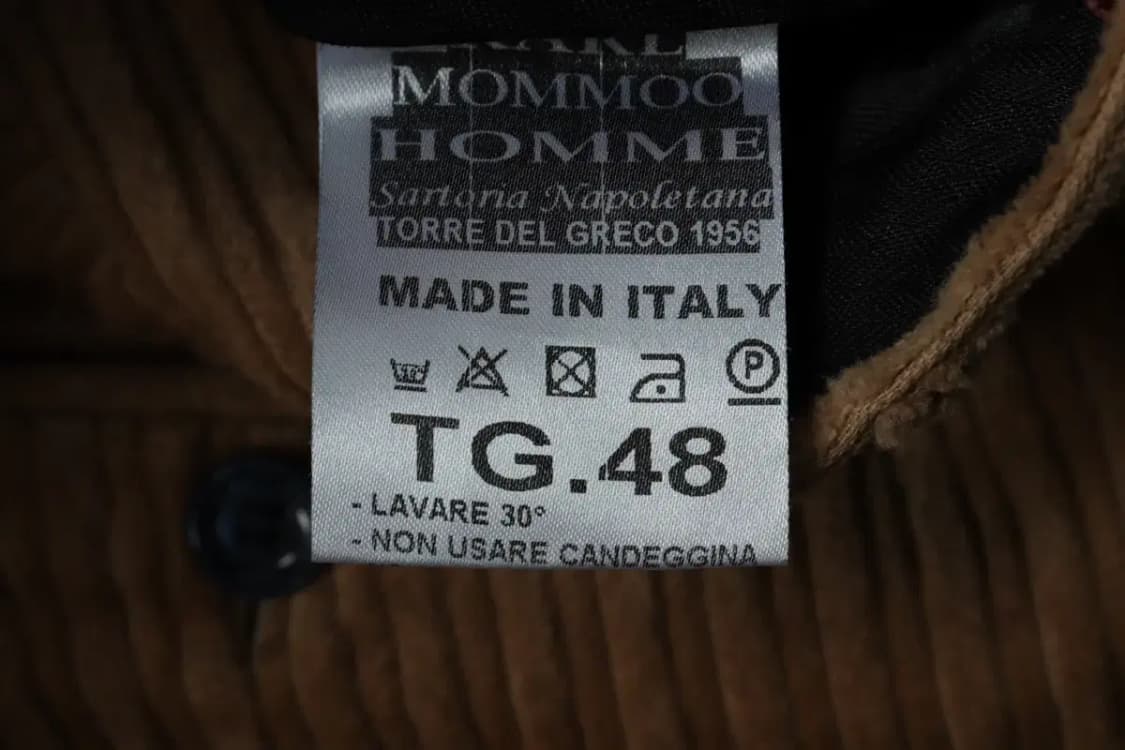 MOMMOO
HOMME
Sartoria Napoletana
TORRE DEL GRECO 1956
MADE IN ITALY
P
TG.48
- LAVARE 30°
- NON USARE CANDEGGINA